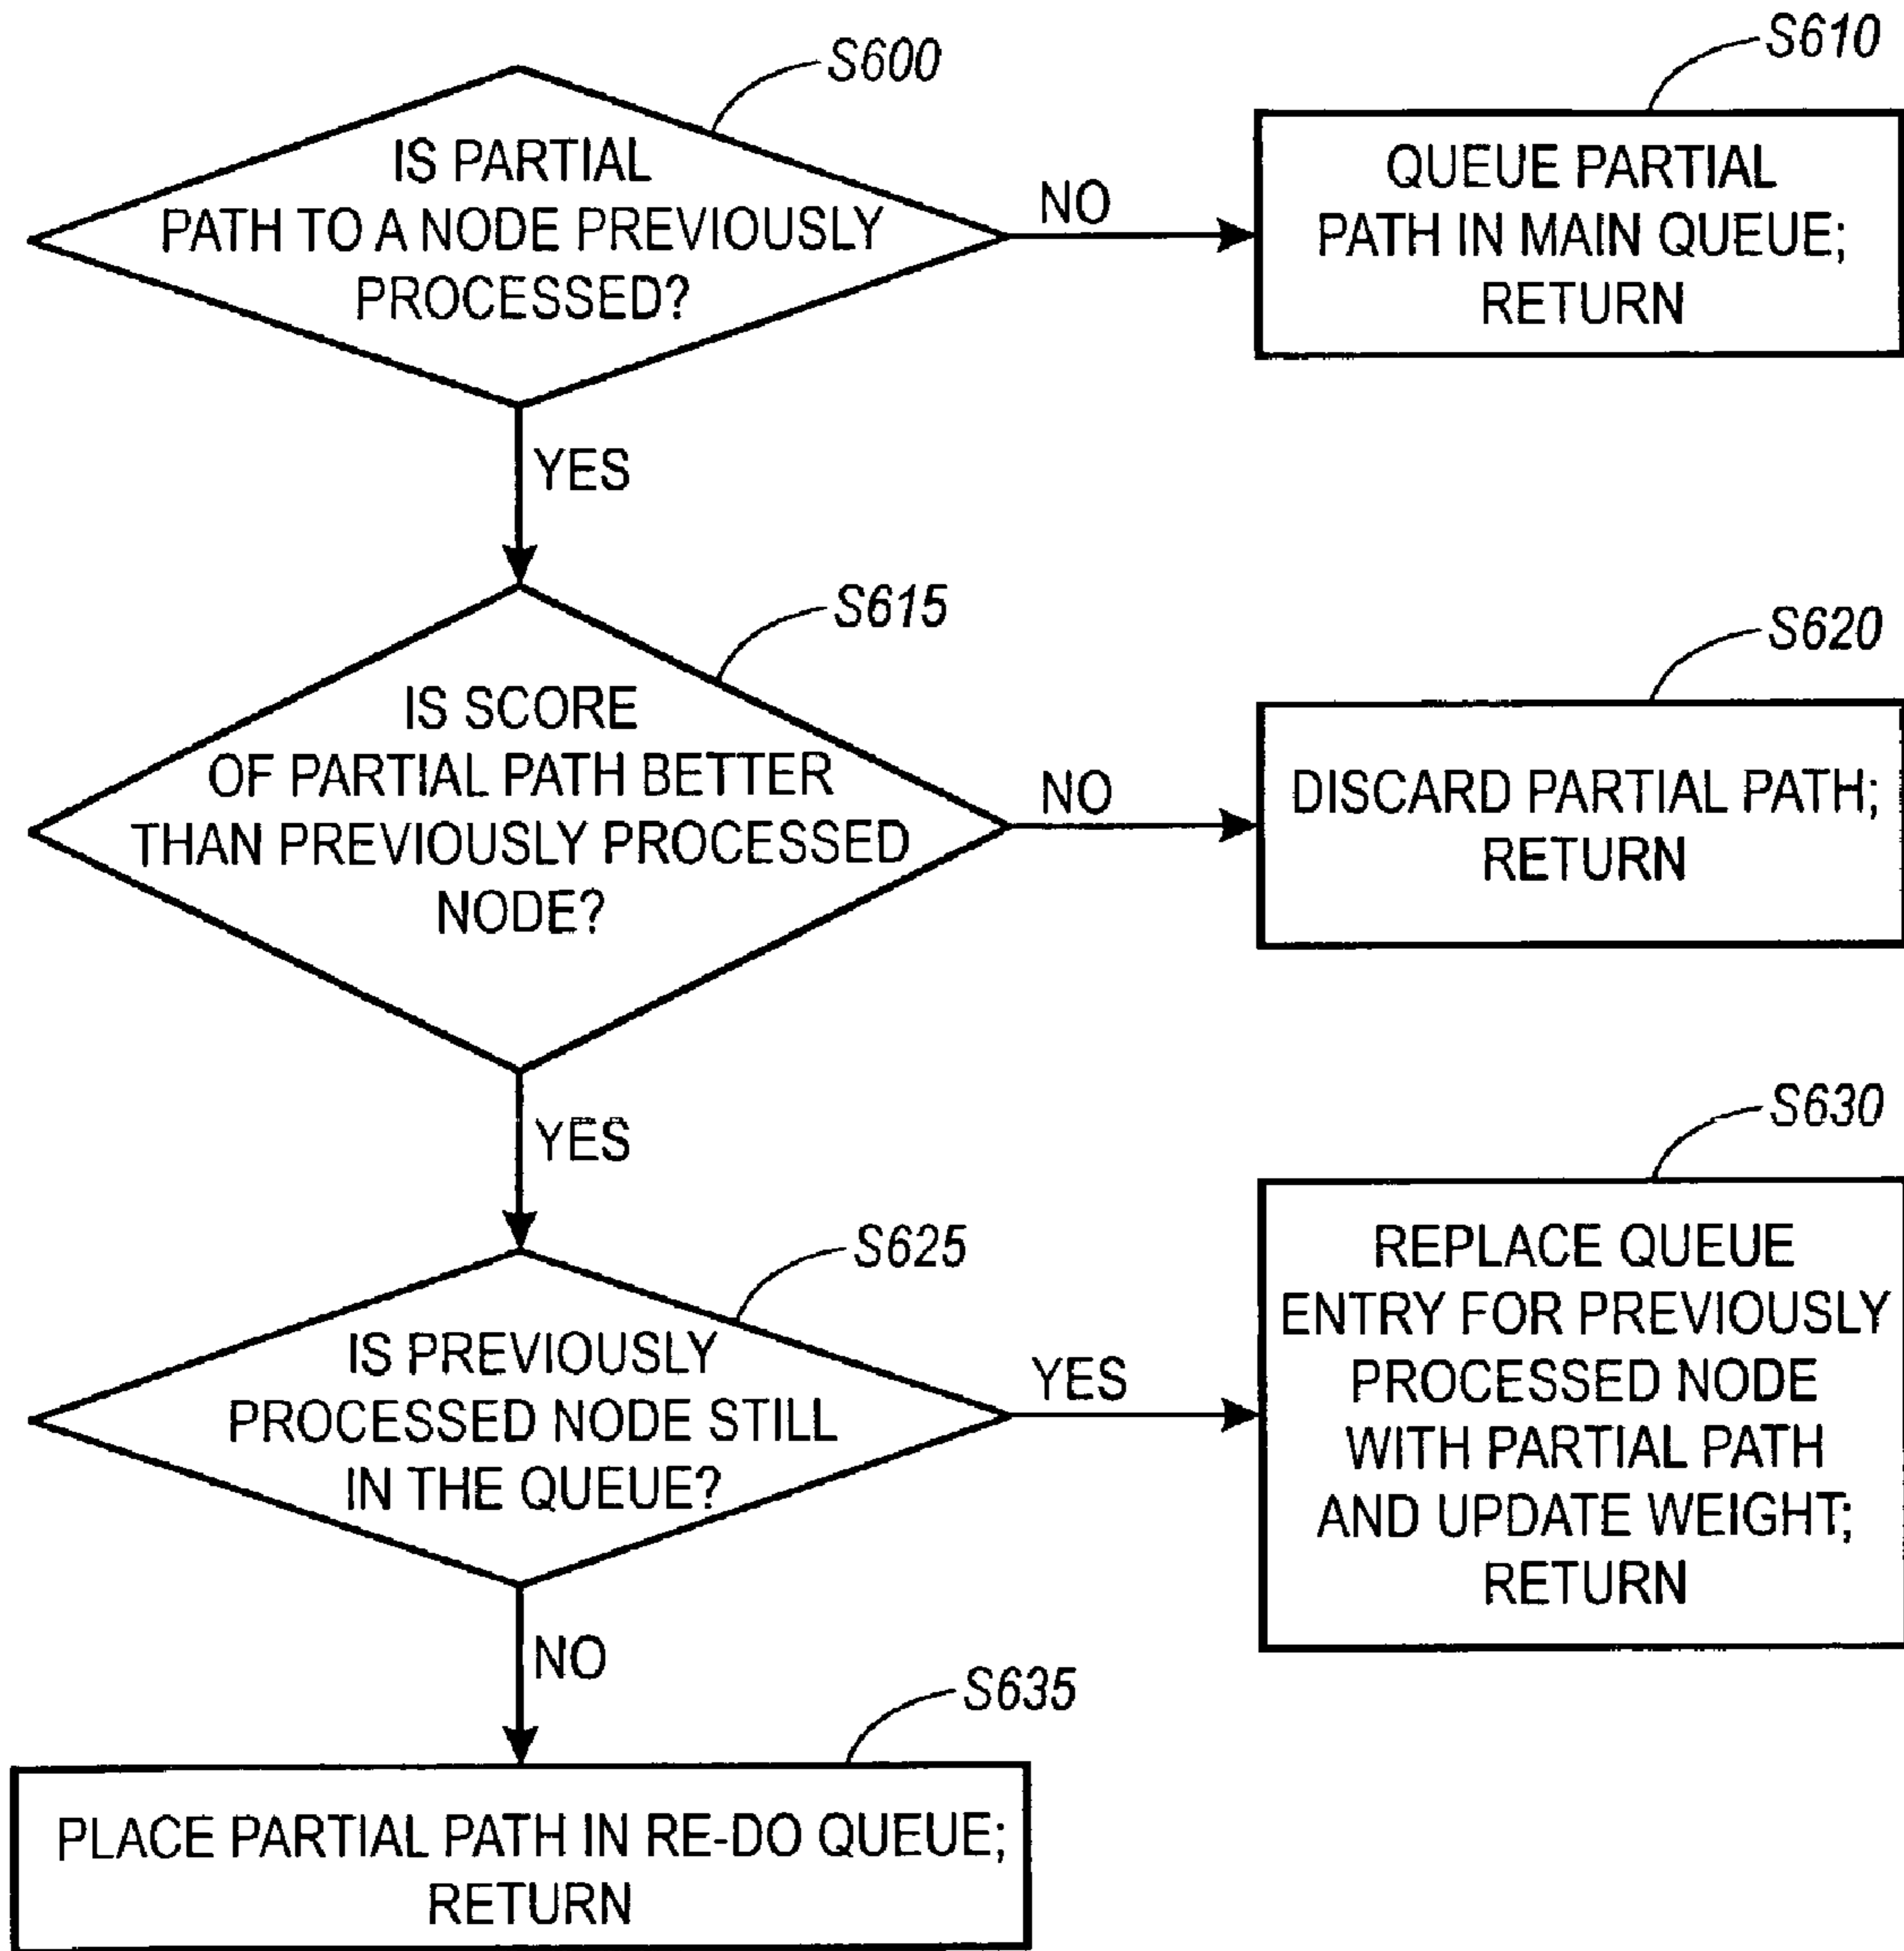 S600
IS PARTIAL
PATH TO A NODE PREVIOUSLY
PROCESSED?
NO
S610
QUEUE PARTIAL
PATH IN MAIN QUEUE;
RETURN
YES
S615
IS SCORE
OF PARTIAL PATH BETTER
THAN PREVIOUSLY PROCESSED
NODE?
NO
S620
DISCARD PARTIAL PATH;
RETURN
YES
S625
IS PREVIOUSLY
PROCESSED NODE STILL
IN THE QUEUE?
YES
S630
REPLACE QUEUE
ENTRY FOR PREVIOUSLY
PROCESSED NODE
WITH PARTIAL PATH
AND UPDATE WEIGHT;
RETURN
NO
S635
PLACE PARTIAL PATH IN RE-DO QUEUE;
RETURN